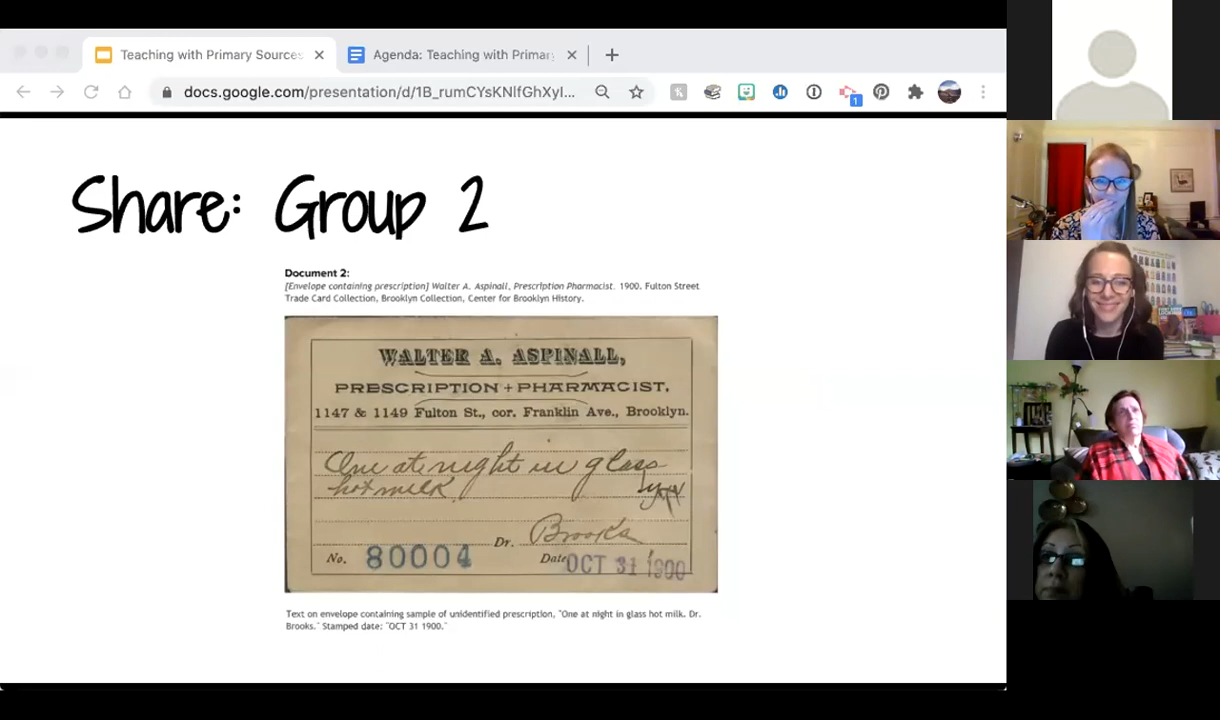 Teaching with Primary Sources
Agenda: Teaching with Primar
docs.google.com/presentation/d/1B_rumCYsKNlfGhXyI...
1
Share: Group 2
Document 2:
[Envelope containing prescription] Walter A. Aspinall, Prescription Pharmacist. 1900. Fulton Street
Trade Card Collection, Brooklyn Collection, Center for Brooklyn History.
WALTER A. ASPINALL,
PRESCRIPTION + PHARMACIST,
1147 & 1149 Fulton St., cor. Franklin Ave., Brooklyn.
One at night in glass
hot milk
Dr. Brooks
No. 80004 Date OCT 31 1900
Text on envelope containing sample of unidentified prescription, "One at night in glass hot milk. Dr.
Brooks." Stamped date: "OCT 31 1900."